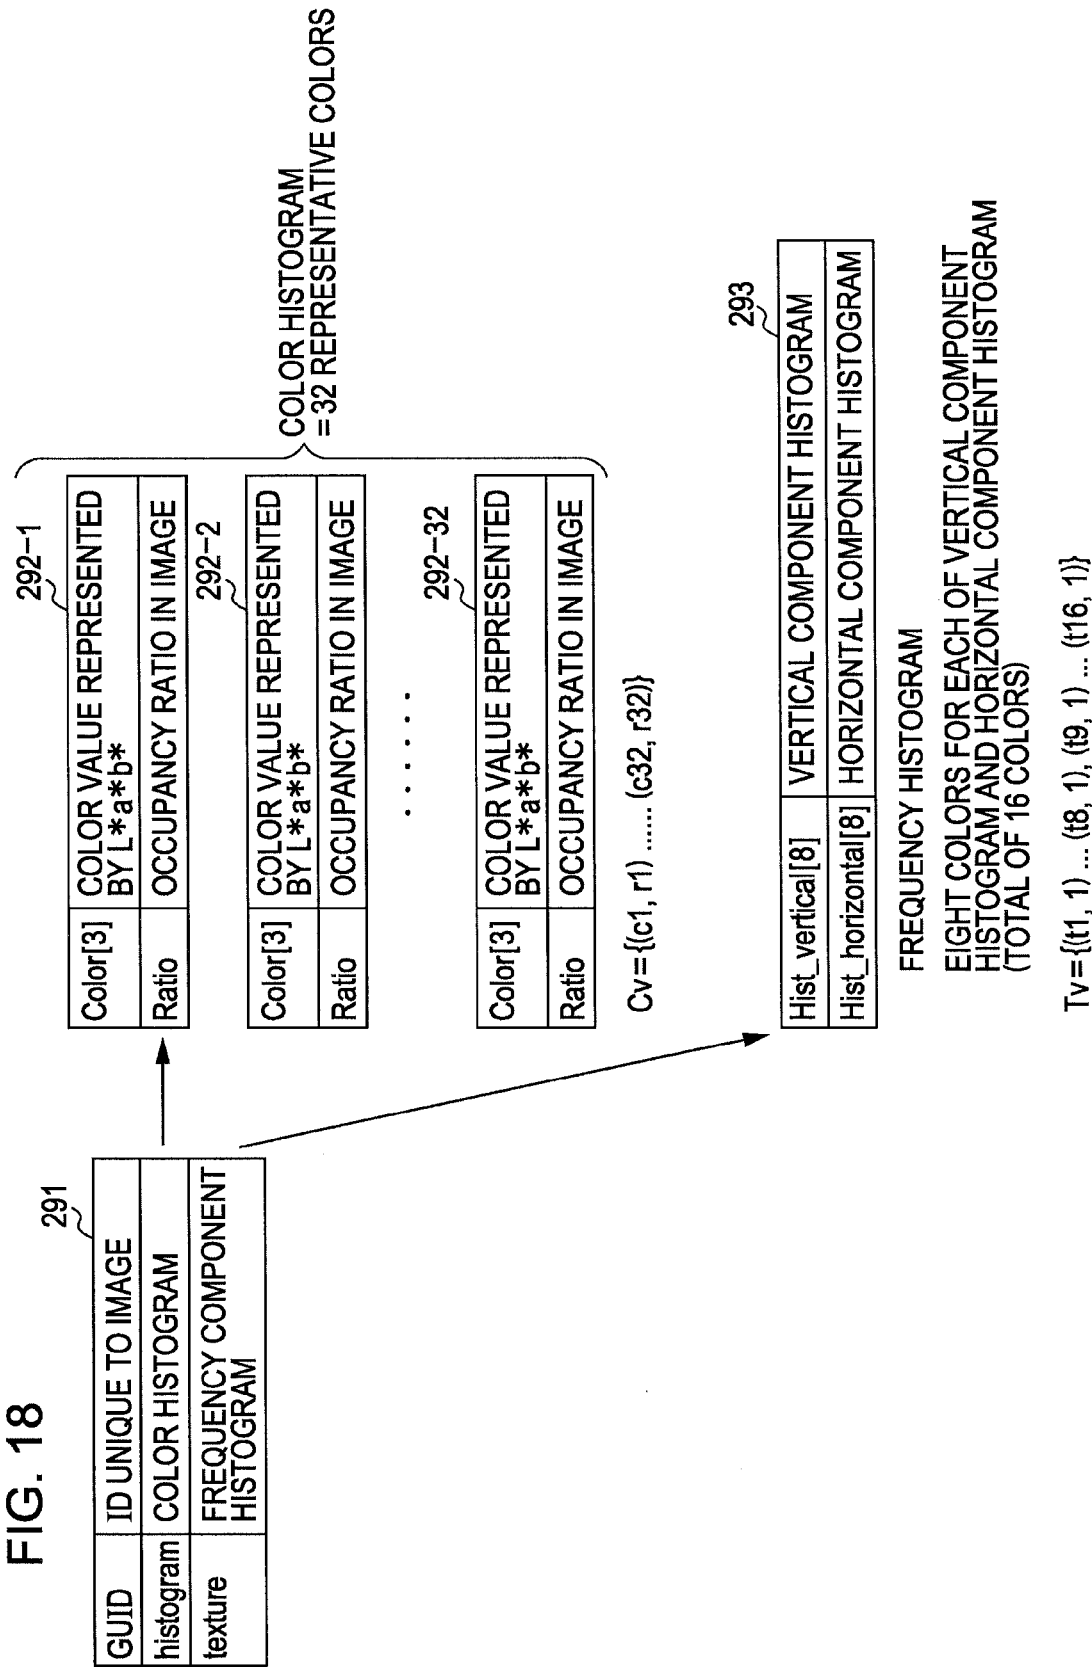 FIG. 18
291
GUID ID UNIQUE TO IMAGE
histogram COLOR HISTOGRAM
texture FREQUENCY COMPONENT
HISTOGRAM
292-1
Color[3] COLOR VALUE REPRESENTED
BY L*a*b*
Ratio OCCUPANCY RATIO IN IMAGE
292-2
Color[3] COLOR VALUE REPRESENTED
BY L*a*b*
Ratio OCCUPANCY RATIO IN IMAGE
......
292-32
Color[3] COLOR VALUE REPRESENTED
BY L*a*b*
Ratio OCCUPANCY RATIO IN IMAGE
COLOR HISTOGRAM
=32 REPRESENTATIVE COLORS
Cv={(c1, r1) ...... (c32, r32)}
293
Hist_vertical[8] VERTICAL COMPONENT HISTOGRAM
Hist_horizontal[8] HORIZONTAL COMPONENT HISTOGRAM
FREQUENCY HISTOGRAM
EIGHT COLORS FOR EACH OF VERTICAL COMPONENT
HISTOGRAM AND HORIZONTAL COMPONENT HISTOGRAM
(TOTAL OF 16 COLORS)
Tv={(t1, 1) ... (t8, 1), (t9, 1) ... (t16, 1)}